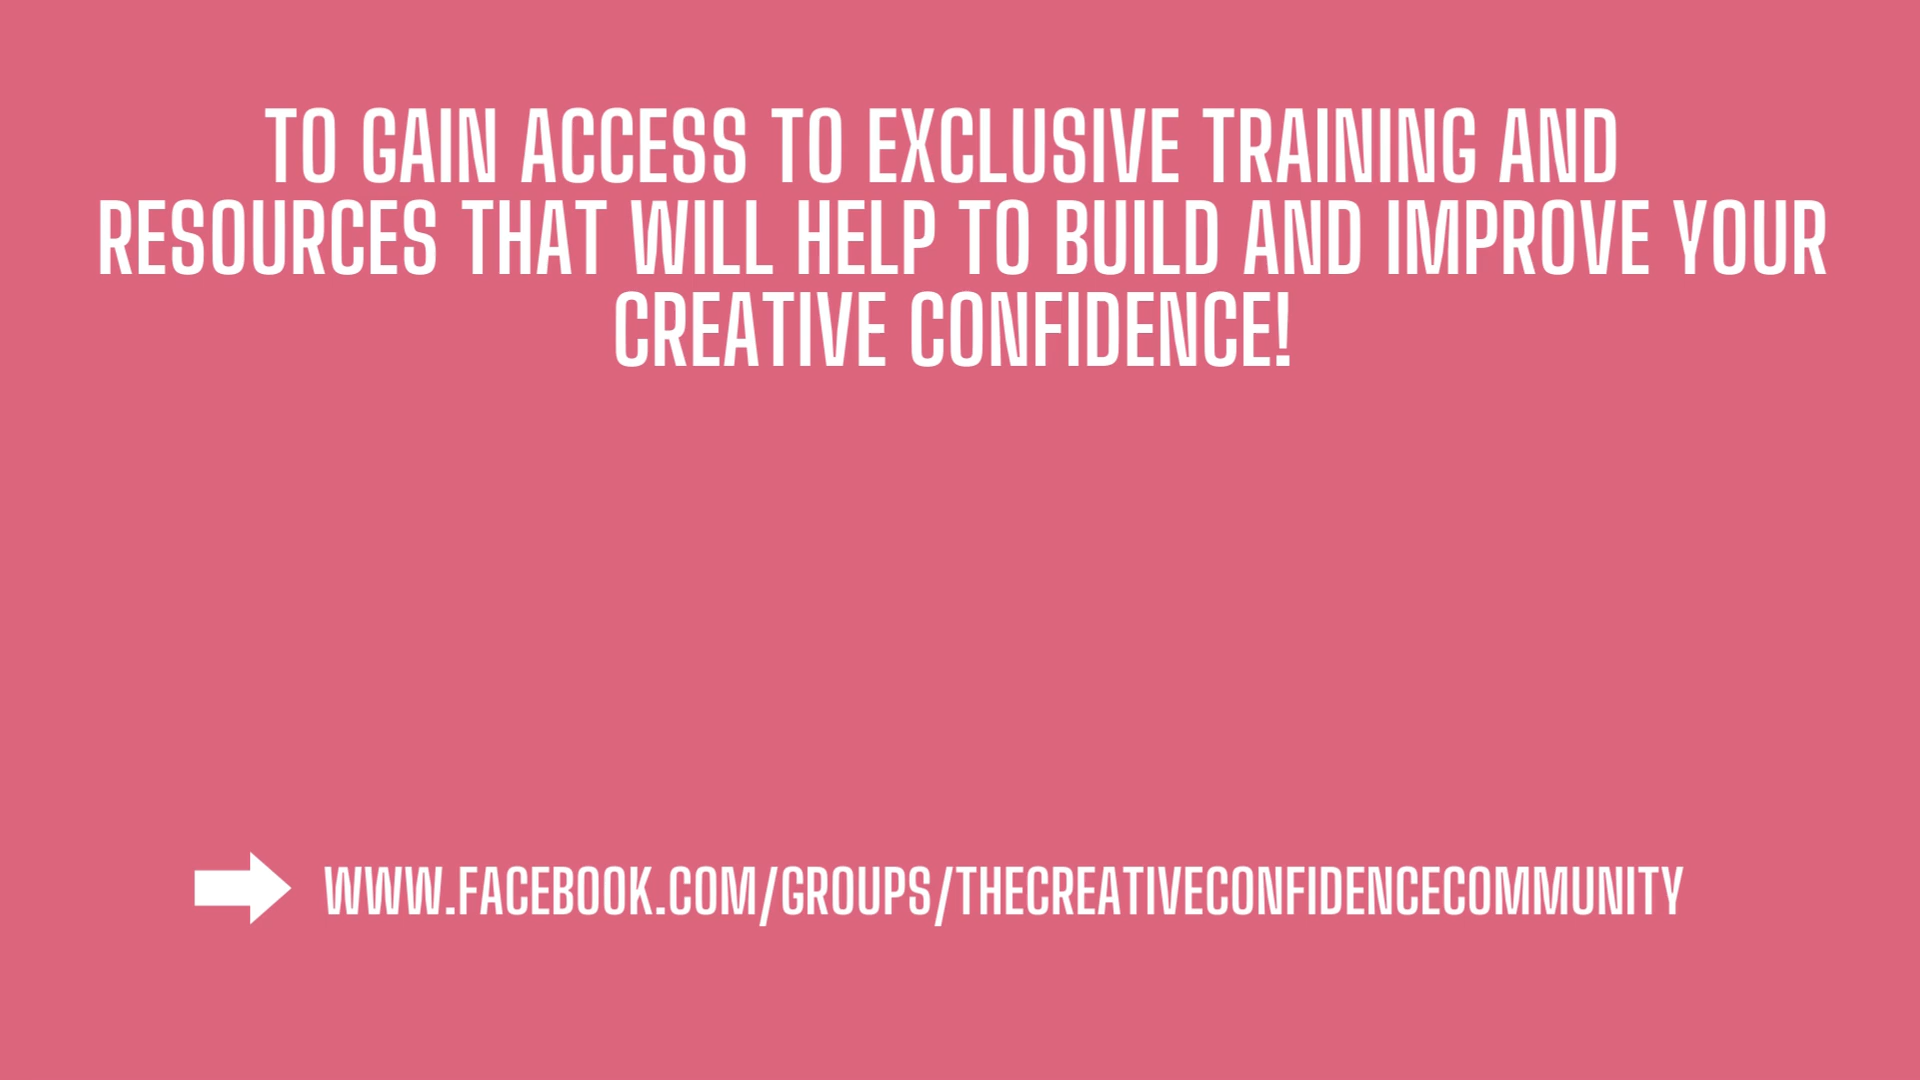 TO GAIN ACCESS TO EXCLUSIVE TRAINING AND
RESOURCES THAT WILL HELP TO BUILD AND IMPROVE YOUR
CREATIVE CONFIDENCE!
WWW.FACEBOOK.COM/GROUPS/THECREATIVECONFIDENCECOMMUNITY